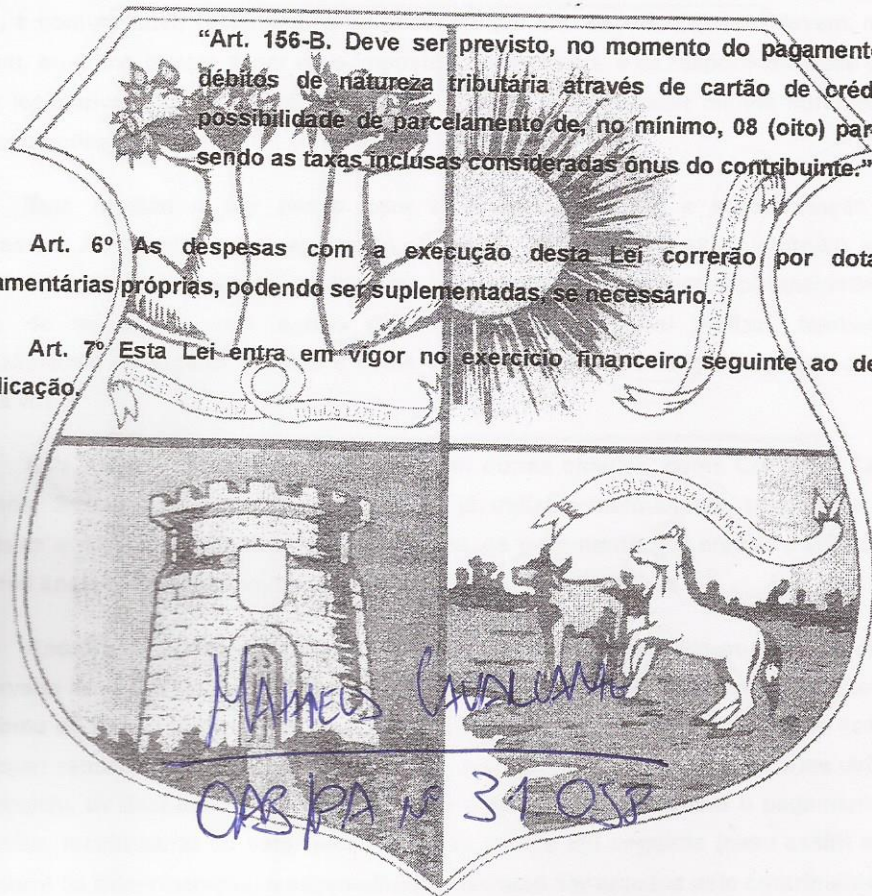 “Art. 156-B. Deve ser previsto, no momento do pagament
débitos de natureza tributária através de cartão de créd
possibilidade de parcelamento de, no mínimo, 08 (oito) par
sendo as taxas inclusas consideradas ônus do contribuinte.”
Art. 6º As despesas com a execução desta Lei correrão por dota
amentárias próprias, podendo ser suplementadas, se necessário.
Art. 7º Esta Lei entra em vigor no exercício financeiro seguinte ao de
licação.
NEQUAQUAM MINIMA EST
MATHEUS CAVALCANTE
OAB/PA Nº 31